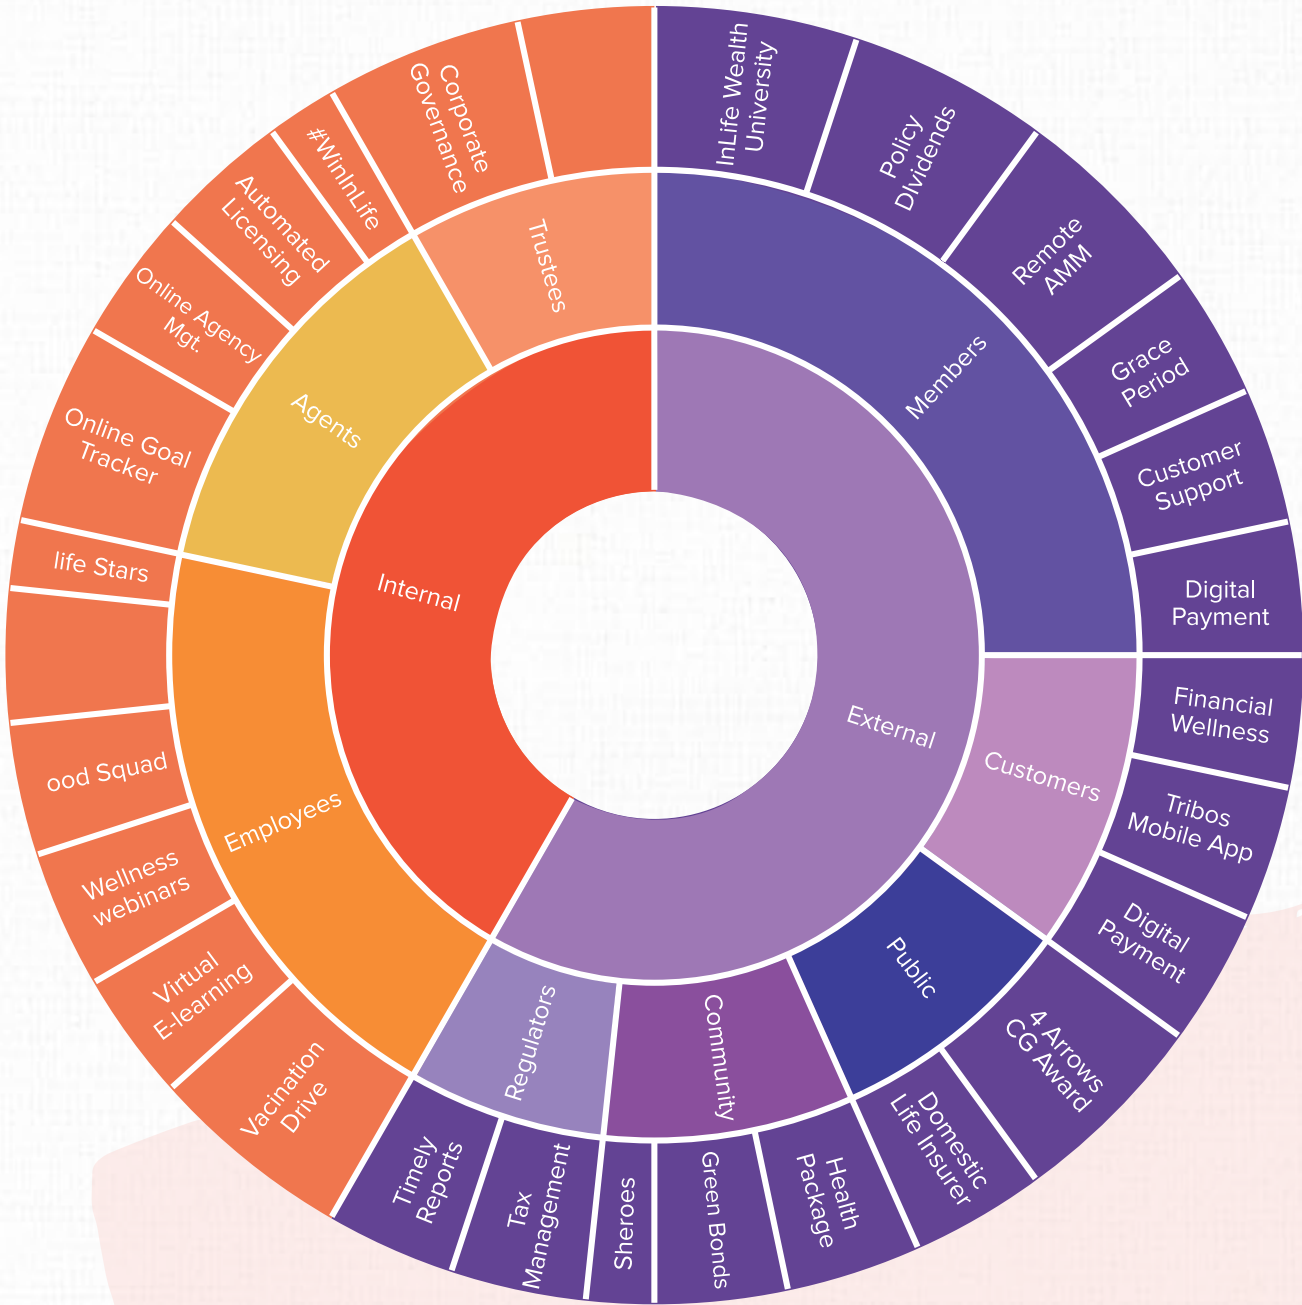 Internal
External
Members
Customers
Public
Community
Regulators
Employees
Agents
Trustees
InLife Wealth
University
Policy
DIvidends
Remote
AMM
Grace
Period
Customer
Support
Digital
Payment
Financial
Wellness
Tribos
Mobile App
Digital
Payment
4 Arrows
CG Award
Domestic
Life Insurer
Health
Package
Green Bonds
Sheroes
Tax
Management
Timely
Reports
Vacination
Drive
Virtual
E-learning
Wellness
webinars
ood Squad
life Stars
Online Goal
Tracker
Online Agency
Mgt.
Automated
Licensing
#WinInLife
Corporate
Governance